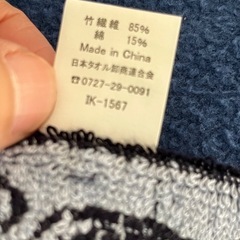 竹繊維 85%
綿 15%
Made in China
日本タオル卸商連合会
☎0727-29-0091
IK-1567